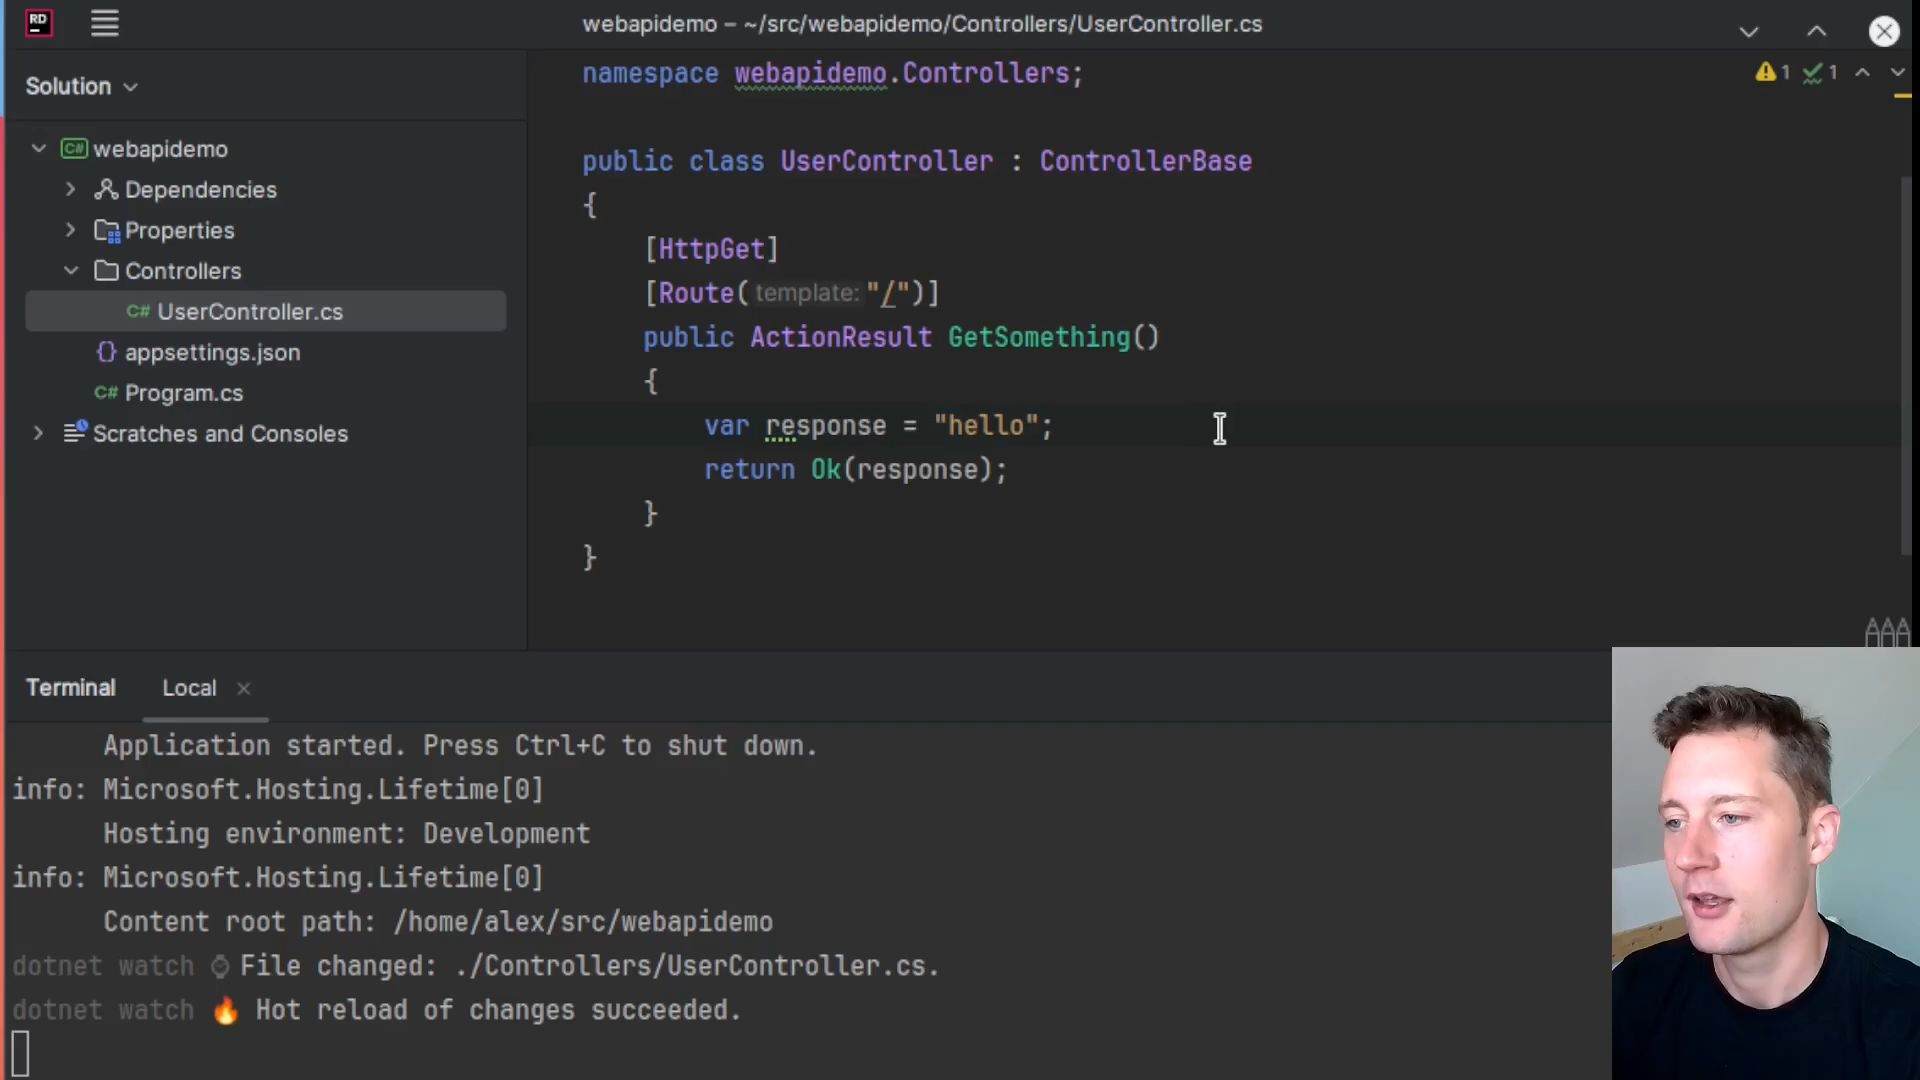 RD
webapidemo – ~/src/webapidemo/Controllers/UserController.cs
Solution
C# webapidemo
Dependencies
Properties
Controllers
C# UserController.cs
{} appsettings.json
C# Program.cs
Scratches and Consoles
1 1
namespace webapidemo.Controllers;
public class UserController : ControllerBase
{
[HttpGet]
[Route(template:"/")]
public ActionResult GetSomething()
{
var response = "hello";
return Ok(response);
}
}
Terminal Local
Application started. Press Ctrl+C to shut down.
info: Microsoft.Hosting.Lifetime[0]
Hosting environment: Development
info: Microsoft.Hosting.Lifetime[0]
Content root path: /home/alex/src/webapidemo
dotnet watch ⌚ File changed: ./Controllers/UserController.cs.
dotnet watch 🔥 Hot reload of changes succeeded.